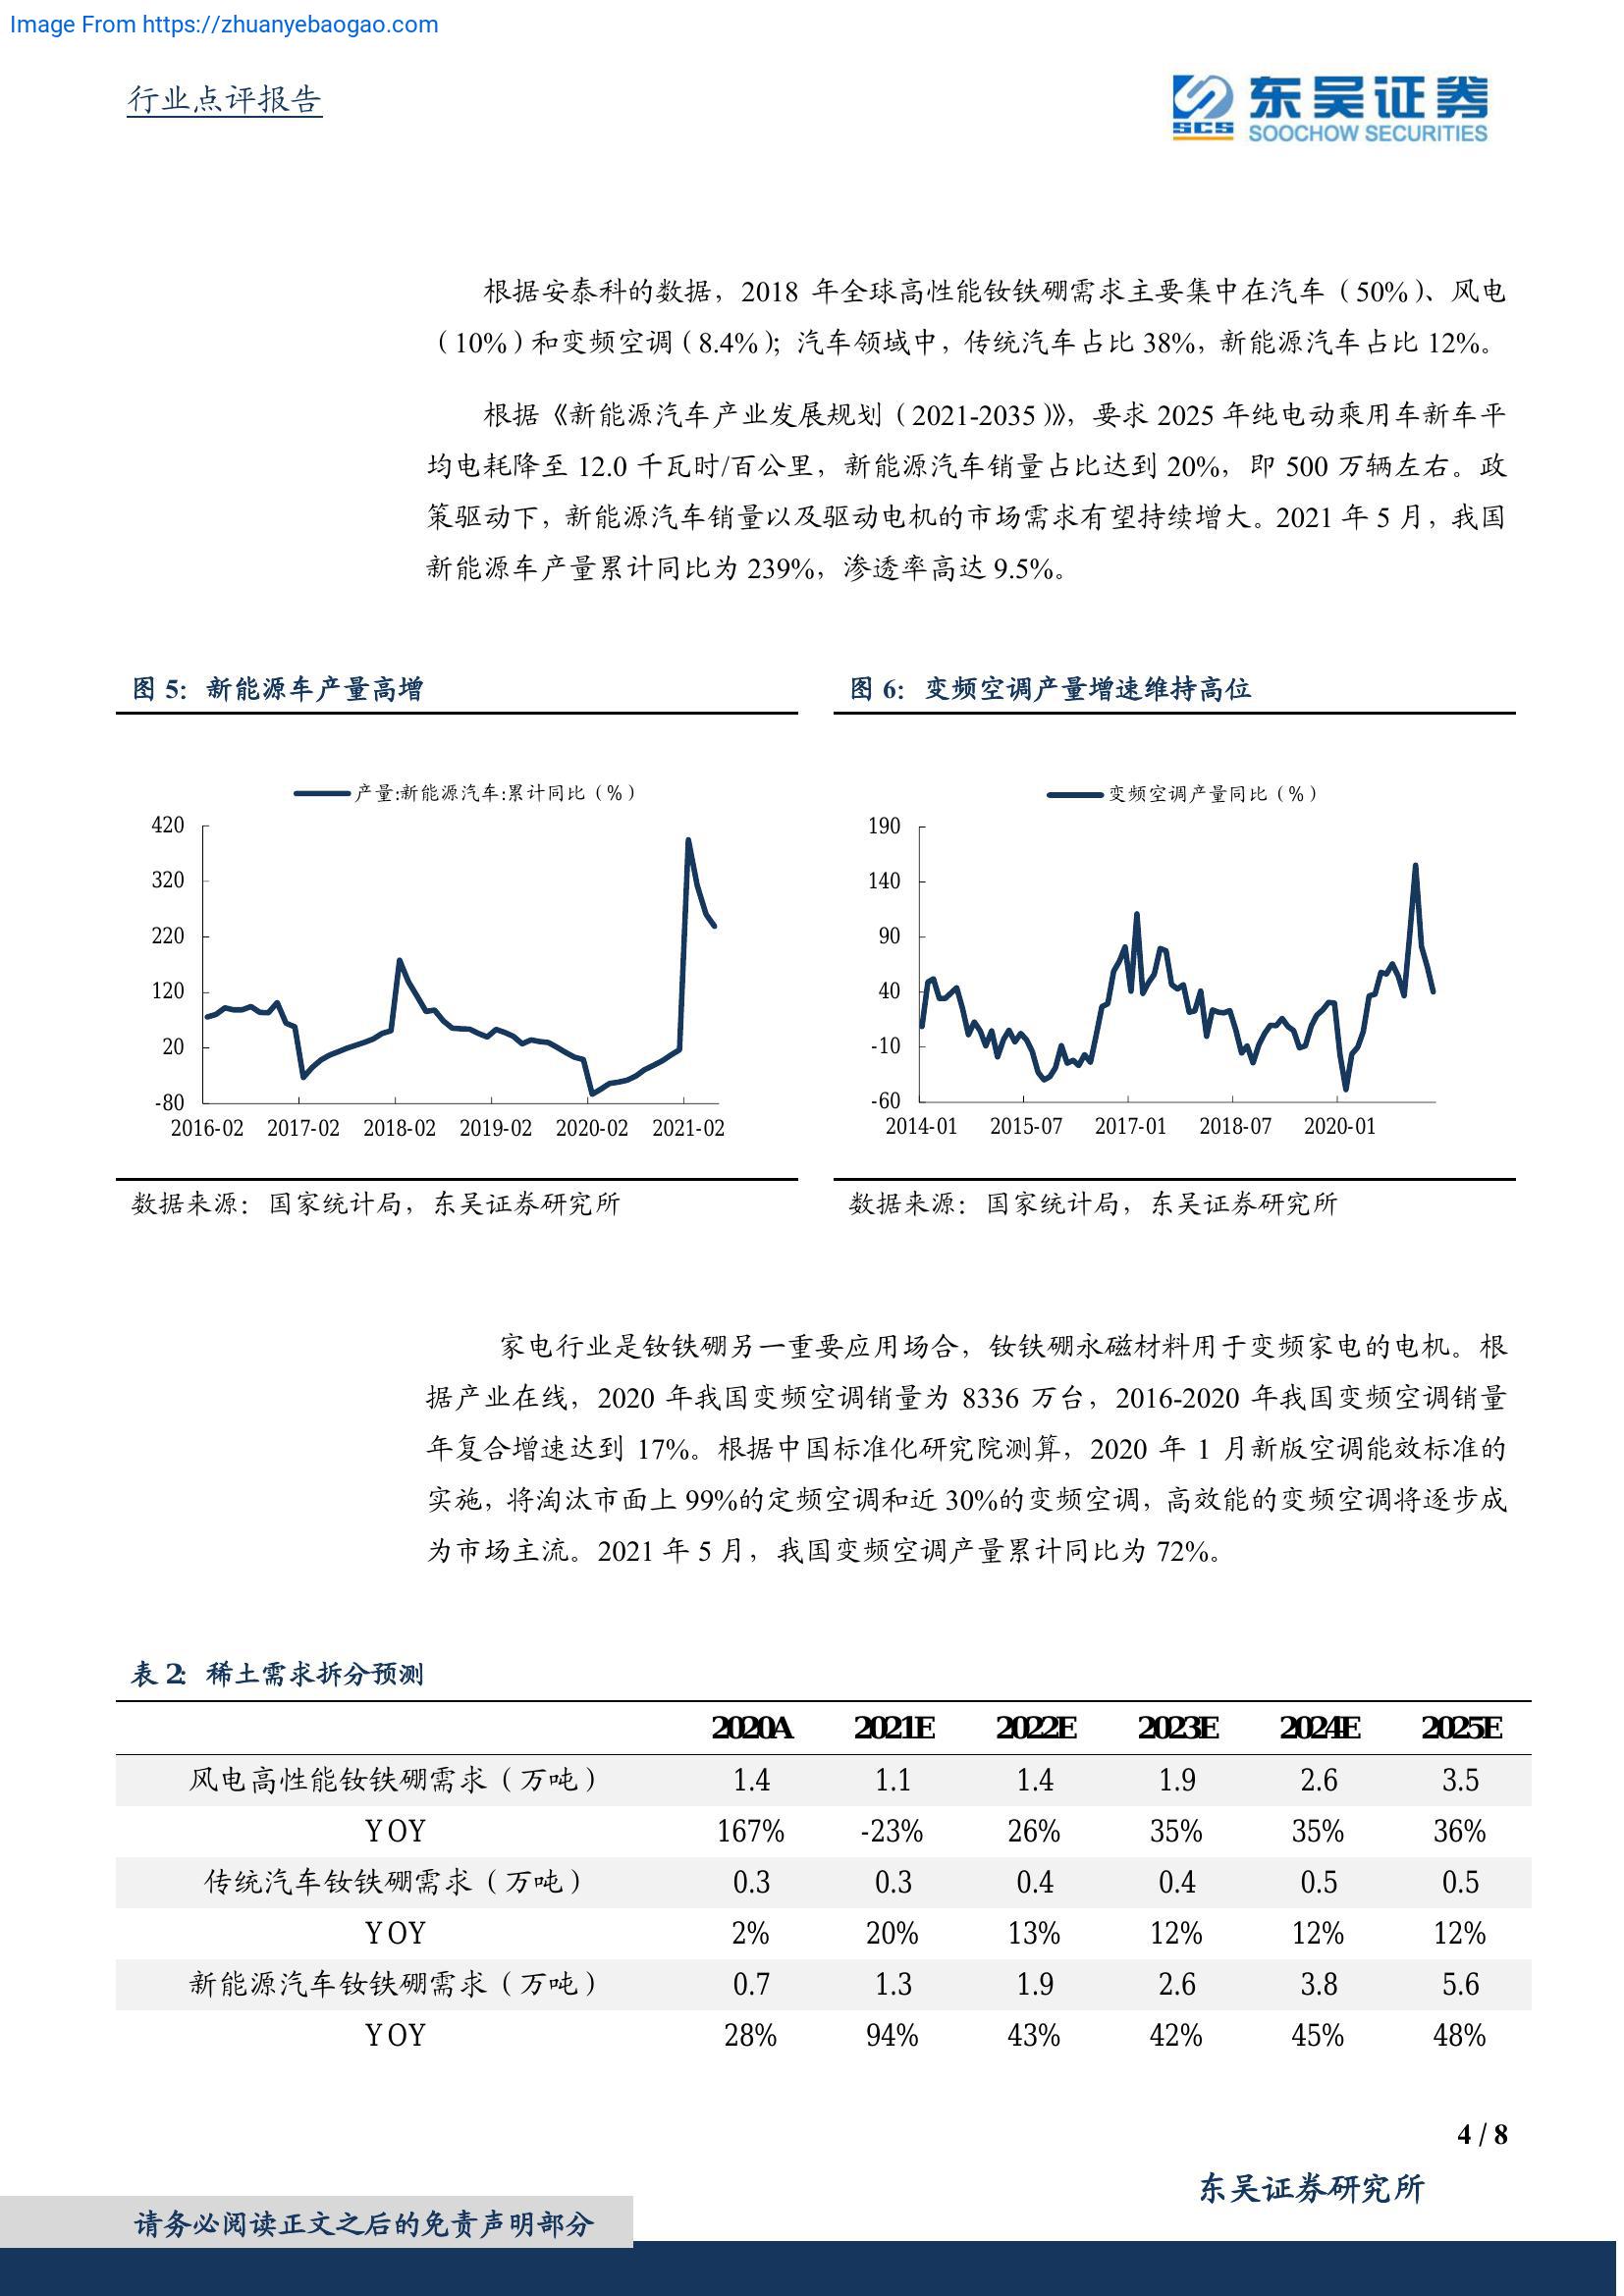 Image From https://zhuanyebaogao.com
行业点评报告
SCS
东吴证券
SOOCHOW SECURITIES
根据安泰科的数据，2018 年全球高性能钕铁硼需求主要集中在汽车（50%）、风电
（10%）和变频空调（8.4%）；汽车领域中，传统汽车占比 38%，新能源汽车占比 12%。
根据《新能源汽车产业发展规划（2021-2035）》，要求 2025 年纯电动乘用车新车平
均电耗降至 12.0 千瓦时/百公里，新能源汽车销量占比达到 20%，即 500 万辆左右。政
策驱动下，新能源汽车销量以及驱动电机的市场需求有望持续增大。2021 年 5 月，我国
新能源车产量累计同比为 239%，渗透率高达 9.5%。
图 5：新能源车产量高增
产量:新能源汽车:累计同比（%）
420
320
220
120
20
-80
2016-02 2017-02 2018-02 2019-02 2020-02 2021-02
数据来源：国家统计局，东吴证券研究所
图 6：变频空调产量增速维持高位
变频空调产量同比（%）
190
140
90
40
-10
-60
2014-01 2015-07 2017-01 2018-07 2020-01
数据来源：国家统计局，东吴证券研究所
家电行业是钕铁硼另一重要应用场合，钕铁硼永磁材料用于变频家电的电机。根
据产业在线，2020 年我国变频空调销量为 8336 万台，2016-2020 年我国变频空调销量
年复合增速达到 17%。根据中国标准化研究院测算，2020 年 1 月新版空调能效标准的
实施，将淘汰市面上 99%的定频空调和近 30%的变频空调，高效能的变频空调将逐步成
为市场主流。2021 年 5 月，我国变频空调产量累计同比为 72%。
表 2：稀土需求拆分预测
2020A 2021E 2022E 2023E 2024E 2025E
风电高性能钕铁硼需求（万吨） 1.4 1.1 1.4 1.9 2.6 3.5
YOY 167% -23% 26% 35% 35% 36%
传统汽车钕铁硼需求（万吨） 0.3 0.3 0.4 0.4 0.5 0.5
YOY 2% 20% 13% 12% 12% 12%
新能源汽车钕铁硼需求（万吨） 0.7 1.3 1.9 2.6 3.8 5.6
YOY 28% 94% 43% 42% 45% 48%
4 / 8
东吴证券研究所
请务必阅读正文之后的免责声明部分